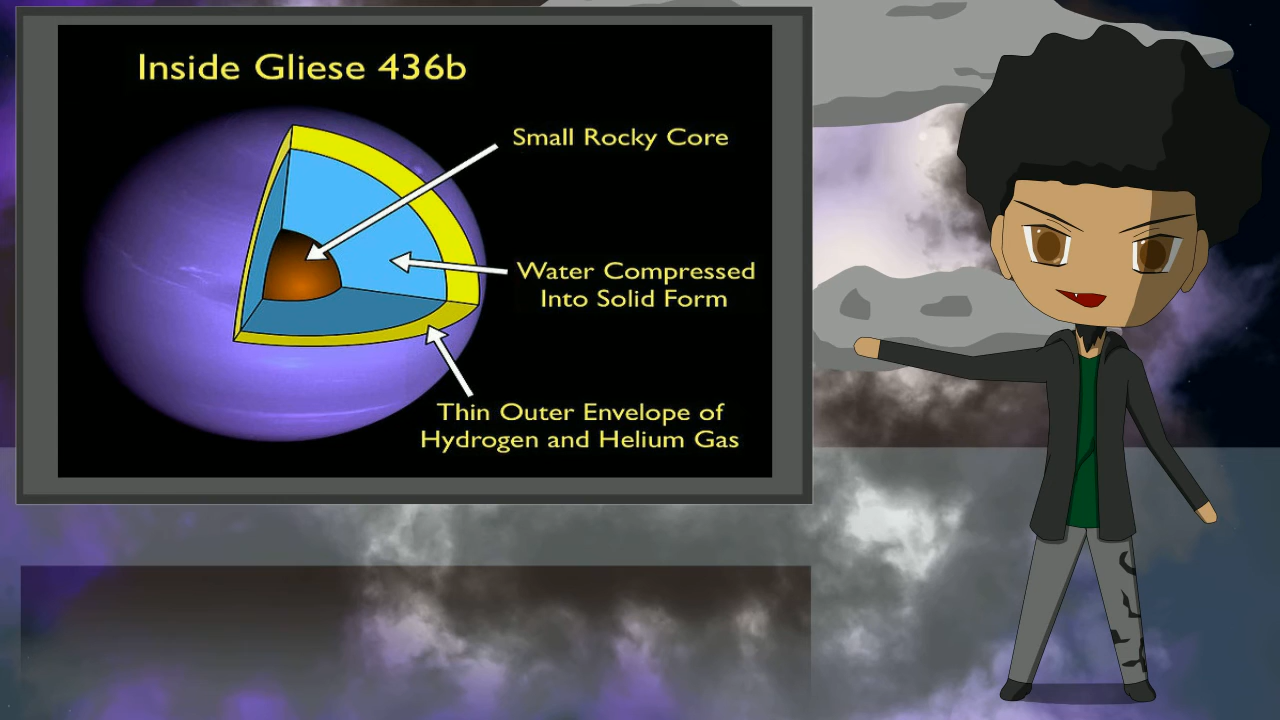 Inside Gliese 436b
Small Rocky Core
Water Compressed
Into Solid Form
Thin Outer Envelope of
Hydrogen and Helium Gas